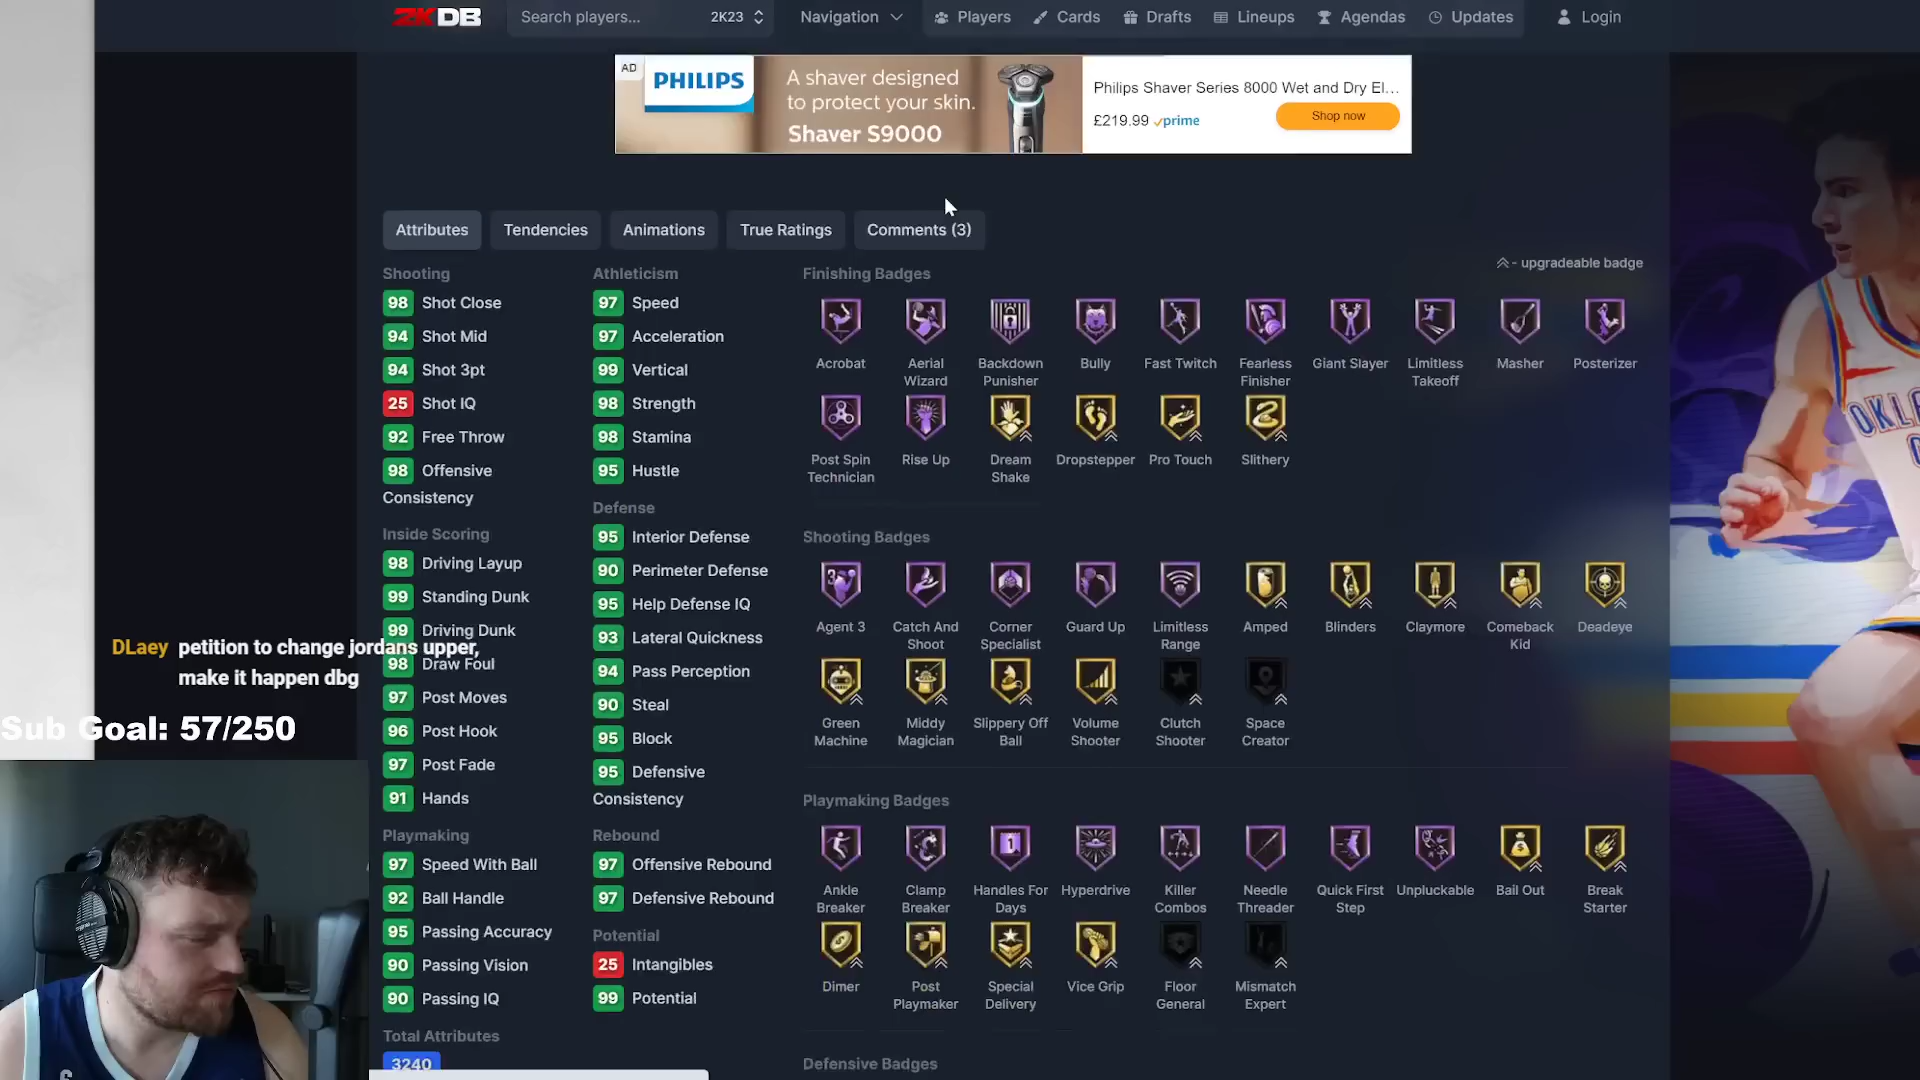 2KDB
Search players...
2K23
Navigation
Players
Cards
Drafts
Lineups
Agendas
Updates
Login
AD
PHILIPS
A shaver designed
to protect your skin.
Shaver S9000
Philips Shaver Series 8000 Wet and Dry El...
£219.99 prime
Shop now
Attributes
Tendencies
Animations
True Ratings
Comments (3)
- upgradeable badge
Shooting
98 Shot Close
94 Shot Mid
94 Shot 3pt
25 Shot IQ
92 Free Throw
98 Offensive
Consistency
Inside Scoring
98 Driving Layup
99 Standing Dunk
99 Driving Dunk
98 Draw Foul
97 Post Moves
96 Post Hook
97 Post Fade
91 Hands
Playmaking
97 Speed With Ball
92 Ball Handle
95 Passing Accuracy
90 Passing Vision
90 Passing IQ
Total Attributes
3240
Athleticism
97 Speed
97 Acceleration
99 Vertical
98 Strength
98 Stamina
95 Hustle
Defense
95 Interior Defense
90 Perimeter Defense
95 Help Defense IQ
93 Lateral Quickness
94 Pass Perception
90 Steal
95 Block
95 Defensive
Consistency
Rebound
97 Offensive Rebound
97 Defensive Rebound
Potential
25 Intangibles
99 Potential
Finishing Badges
Acrobat
Aerial
Wizard
Backdown
Punisher
Bully
Fast Twitch
Fearless
Finisher
Giant Slayer
Limitless
Takeoff
Masher
Posterizer
Post Spin
Technician
Rise Up
Dream
Shake
Dropstepper
Pro Touch
Slithery
Shooting Badges
3
Agent 3
Catch And
Shoot
Corner
Specialist
Guard Up
Limitless
Range
Amped
Blinders
Claymore
Comeback
Kid
Deadeye
Green
Machine
Middy
Magician
Slippery Off
Ball
Volume
Shooter
Clutch
Shooter
Space
Creator
Playmaking Badges
Ankle
Breaker
Clamp
Breaker
1
Handles For
Days
Hyperdrive
Killer
Combos
Needle
Threader
Quick First
Step
Unpluckable
Bail Out
Break
Starter
Dimer
Post
Playmaker
Special
Delivery
Vice Grip
Floor
General
Mismatch
Expert
Defensive Badges
DLaey petition to change jordans upper,
make it happen dbg
Sub Goal: 57/250